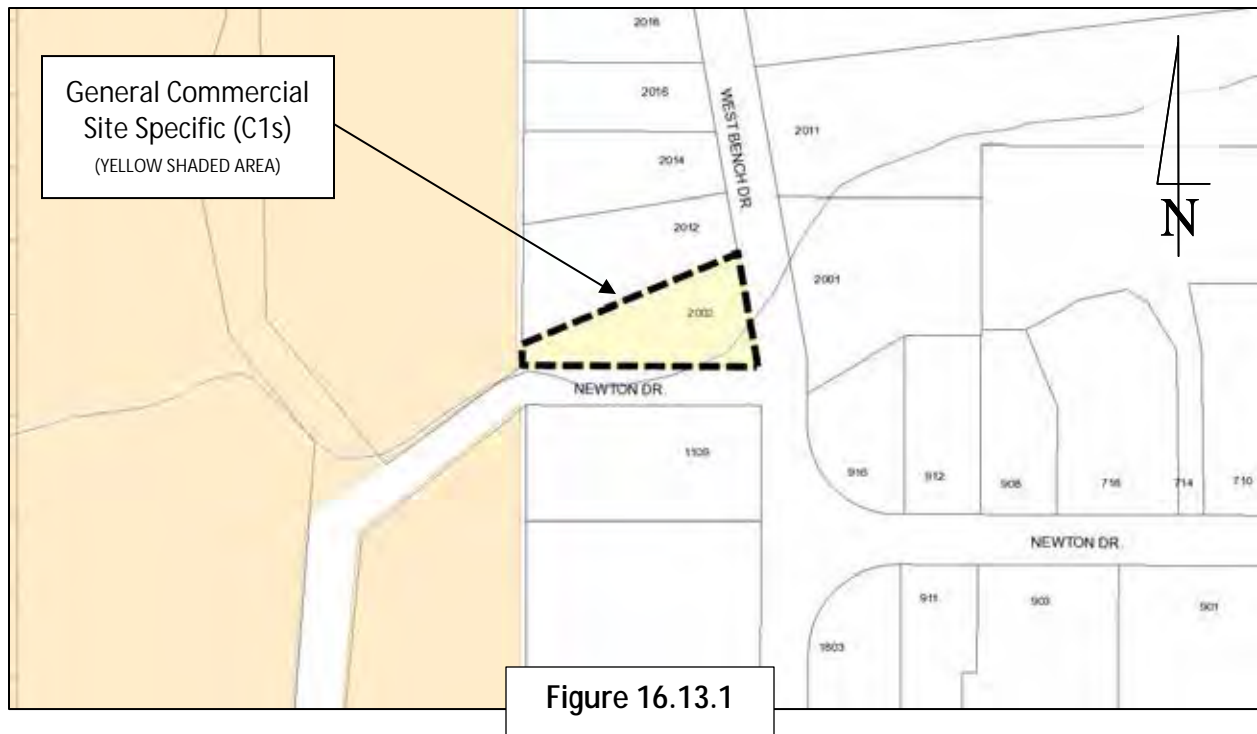 General Commercial
Site Specific (C1s)
(YELLOW SHADED AREA)
2018
2016
2014
2012
2002
WEST BENCH DR.
2011
2001
N
NEWTON DR.
1109
916
912
908
716
714
710
NEWTON DR.
911
903
901
1803
Figure 16.13.1